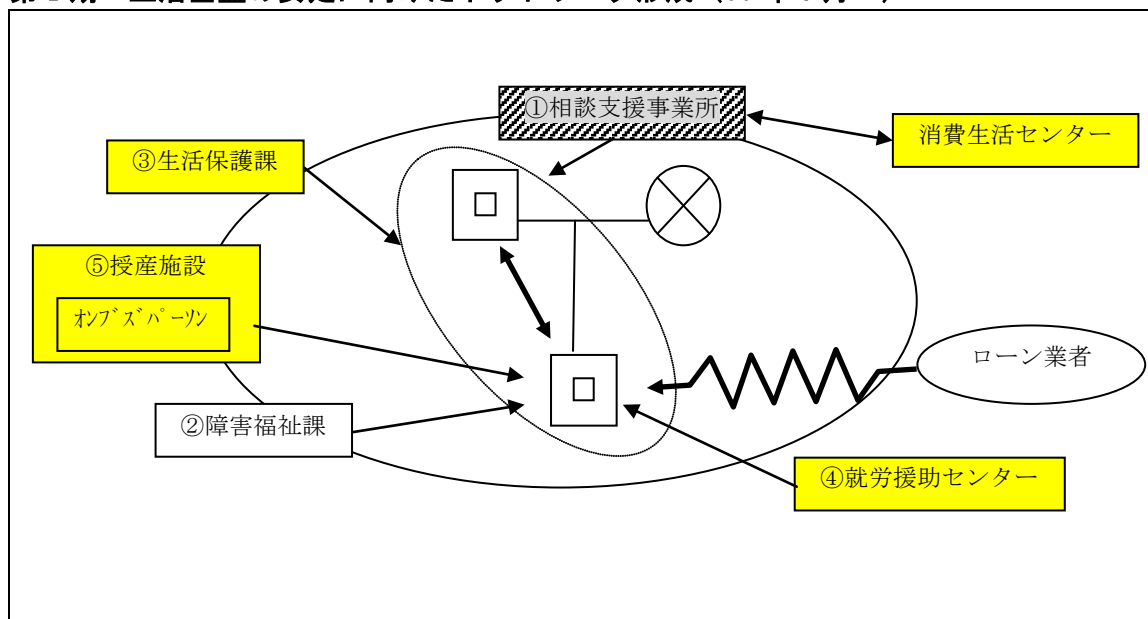 ①相談支援事業所
消費生活センター
③生活保護課
⑤授産施設
オンブズパーソン
ローン業者
②障害福祉課
④就労援助センター